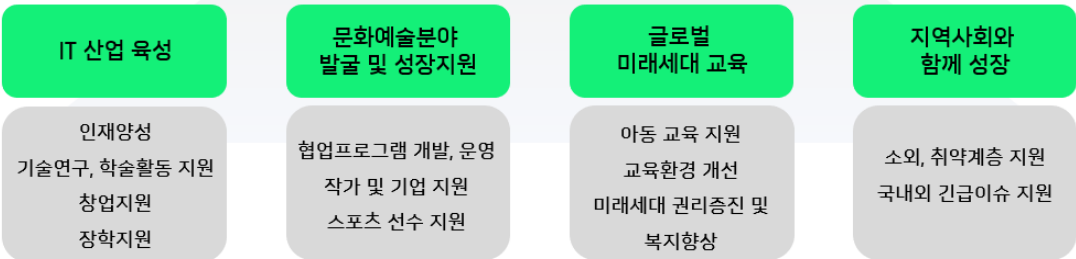 IT 산업 육성
인재양성
기술연구, 학술활동 지원
창업지원
장학지원
문화예술분야
발굴 및 성장지원
협업프로그램 개발, 운영
작가 및 기업 지원
스포츠 선수 지원
글로벌
미래세대 교육
아동 교육 지원
교육환경 개선
미래세대 권리증진 및
복지향상
지역사회와
함께 성장
소외, 취약계층 지원
국내외 긴급이슈 지원